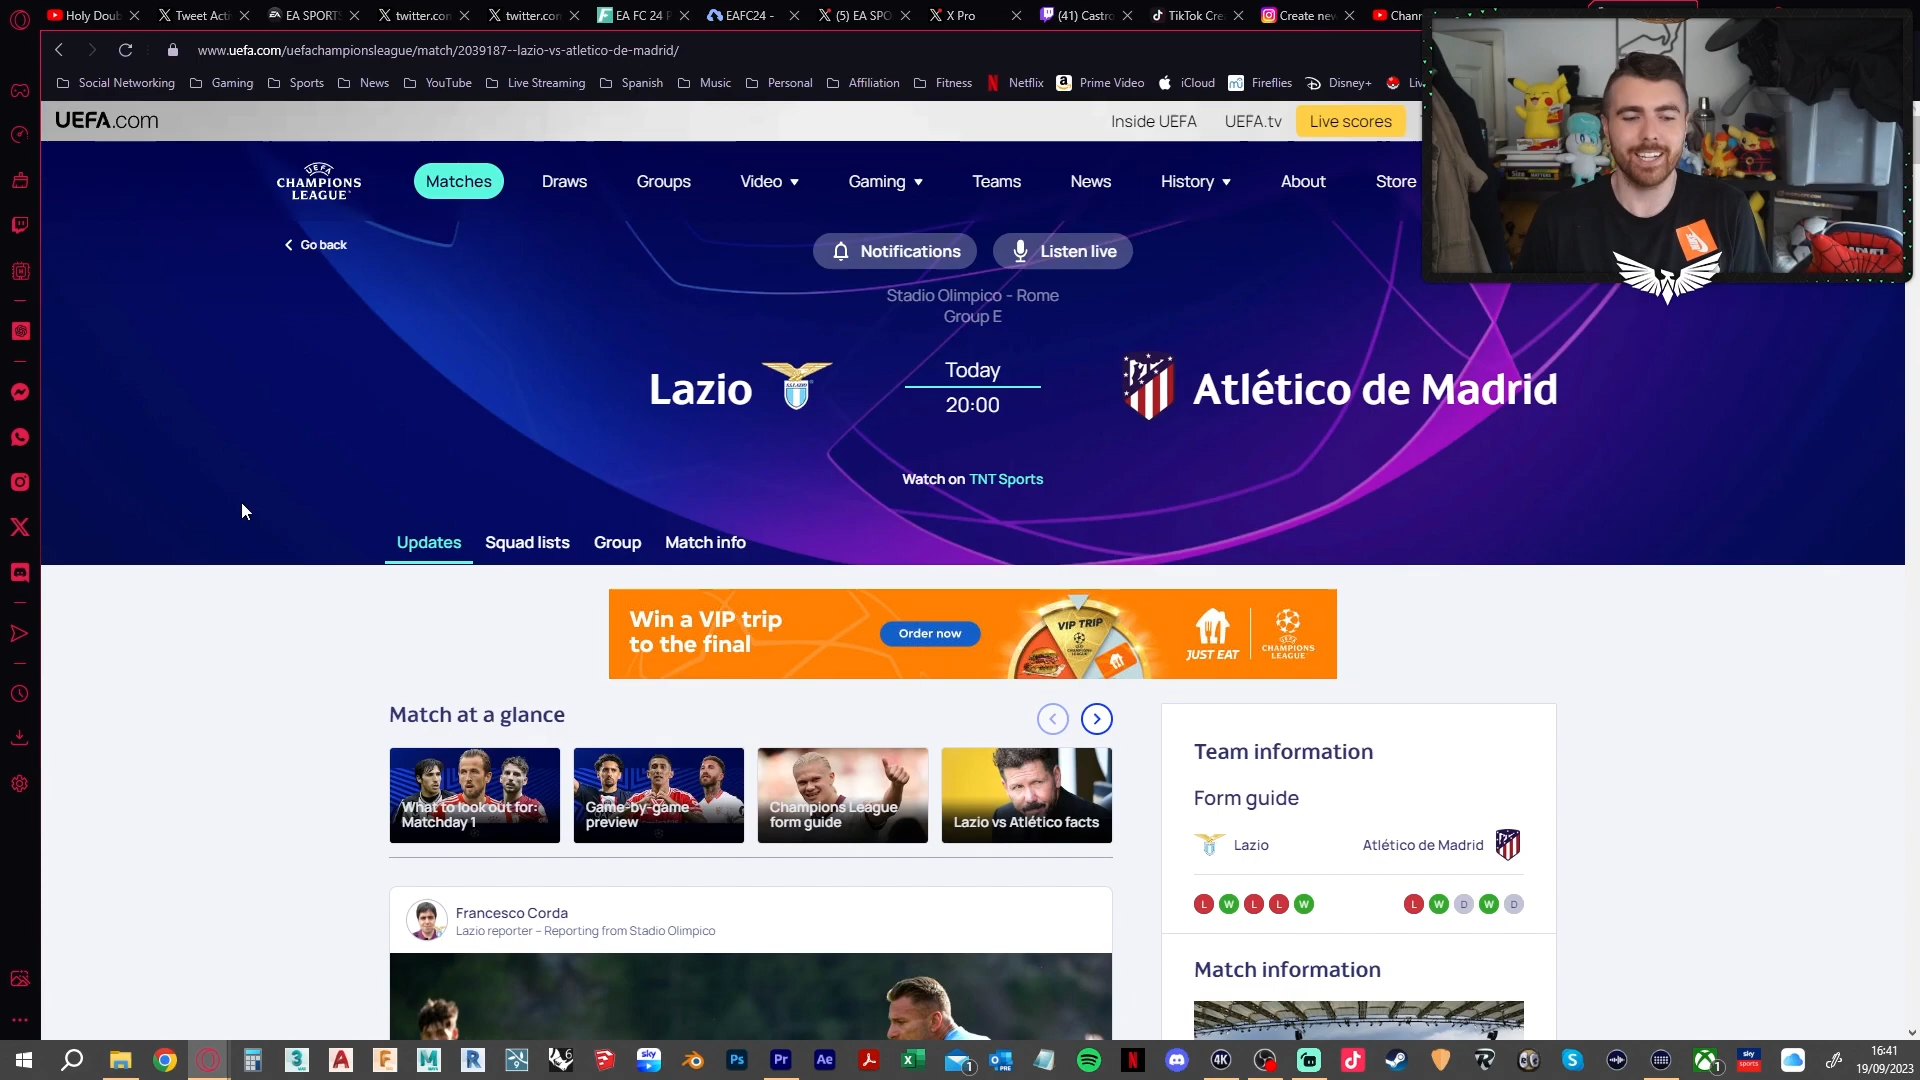 Holy Doub
Tweet Acti
EA SPORTS
twitter.con
twitter.con
EA FC 24 P
EAFC24 -
(5) EA SPO
X Pro
(41) Castro
TikTok Cre
Create nev
Chann
www.uefa.com/uefachampionsleague/match/2039187--lazio-vs-atletico-de-madrid/
Social Networking
Gaming
Sports
News
YouTube
Live Streaming
Spanish
Music
Personal
Affiliation
Fitness
Netflix
Prime Video
iCloud
Fireflies
Disney+
Liv
UEFA.com
Inside UEFA
UEFA.tv
Live scores
UEFA
CHAMPIONS
LEAGUE
Matches
Draws
Groups
Video
Gaming
Teams
News
History
About
Store
Go back
Notifications
Listen live
Stadio Olimpico - Rome
Group E
Lazio
Today
20:00
Atlético de Madrid
Watch on TNT Sports
Updates
Squad lists
Group
Match info
Win a VIP trip
to the final
Order now
VIP TRIP
JUST EAT
CHAMPIONS
LEAGUE
Match at a glance
What to look out for:
Matchday 1
Game-by-game
preview
Champions League
form guide
Lazio vs Atlético facts
Francesco Corda
Lazio reporter – Reporting from Stadio Olimpico
Team information
Form guide
Lazio
Atlético de Madrid
L W L L W
L W D W D
Match information
16:41
19/09/2023